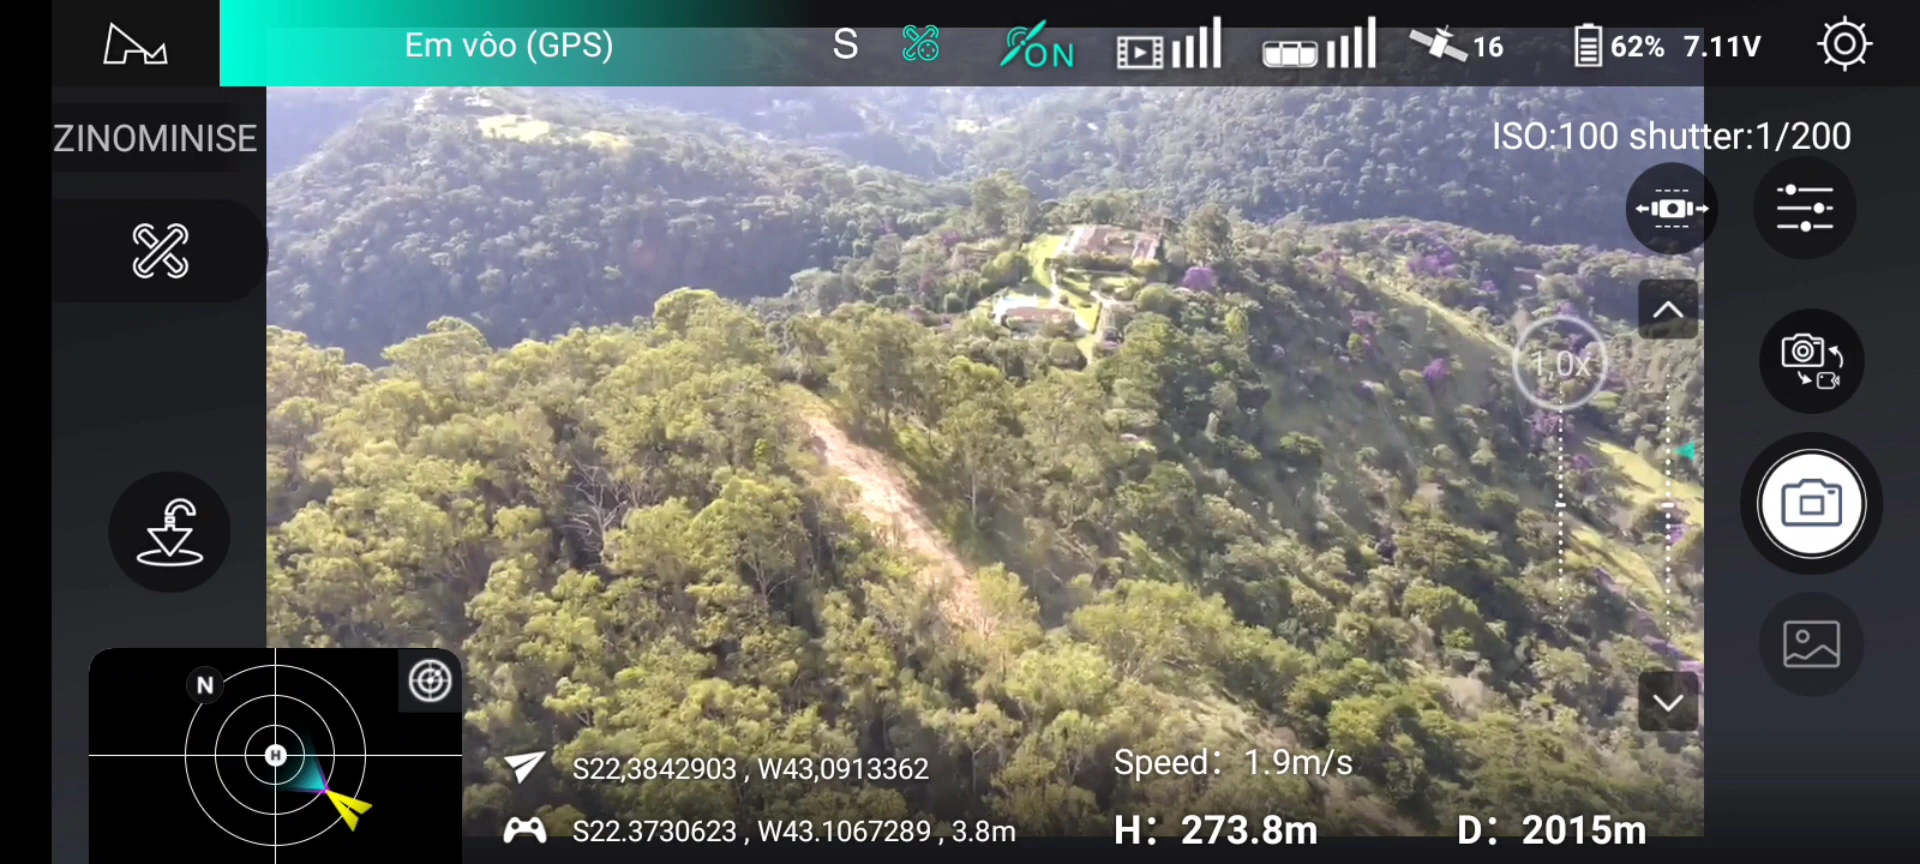 Em vôo (GPS) S ON 16 62% 7.11V
ZINOMINISE
ISO:100 shutter:1/200
1,0x
N
H
S22,3842903 , W43,0913362
Speed: 1.9m/s
S22.3730623 , W43.1067289 , 3.8m
H: 273.8m D: 2015m